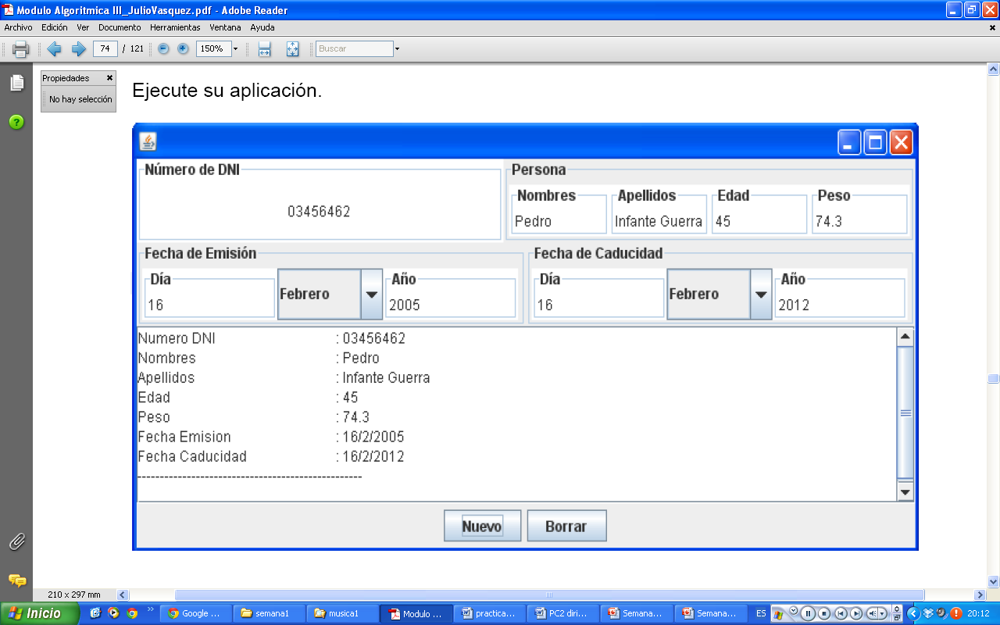 Modulo Algoritmica III_JulioVasquez.pdf - Adobe Reader
Archivo Edición Ver Documento Herramientas Ventana Ayuda
74 / 121 150% Buscar
Propiedades
No hay selección
Ejecute su aplicación.
Número de DNI
03456462
Persona
Nombres Apellidos Edad Peso
Pedro Infante Guerra 45 74.3
Fecha de Emisión Fecha de Caducidad
Día Año Día Año
Febrero Febrero
16 2005 16 2012
Numero DNI : 03456462
Nombres : Pedro
Apellidos : Infante Guerra
Edad : 45
Peso : 74.3
Fecha Emision : 16/2/2005
Fecha Caducidad : 16/2/2012
--------------------------------------------------
Nuevo Borrar
210 x 297 mm
Inicio Google ... semana1 musica1 Modulo ... practica... PC2 diri... Semana... Semana... ES 20:12